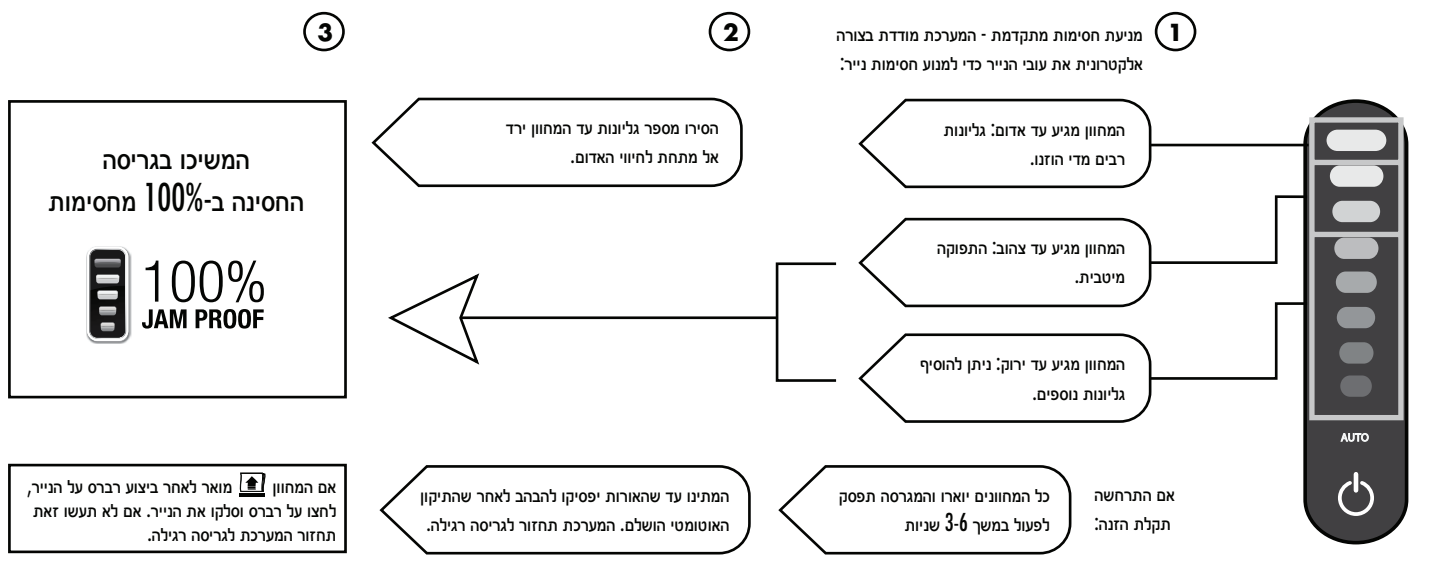 1
מניעת חסימות מתקדמת - המערכת מודדת בצורה
אלקטרונית את עובי הנייר כדי למנוע חסימות נייר:
המחוון מגיע עד אדום: גליונות
רבים מדי הוזנו.
המחוון מגיע עד צהוב: התפוקה
מיטבית.
המחוון מגיע עד ירוק: ניתן להוסיף
גליונות נוספים.
AUTO
2
הסירו מספר גליונות עד המחוון ירד
אל מתחת לחיווי האדום.
3
המשיכו בגריסה
החסינה ב-100% מחסימות
100%
JAM PROOF
אם התרחשה
תקלת הזנה:
כל המחוונים יוארו והמגרסה תפסק
לפעול במשך 3-6 שניות
המתינו עד שהאורות יפסיקו להבהב לאחר שהתיקון
האוטומטי הושלם. המערכת תחזור לגריסה רגילה.
אם המחוון מואר לאחר ביצוע רברס על הנייר,
לחצו על רברס וסלקו את הנייר. אם לא תעשו זאת
תחזור המערכת לגריסה רגילה.